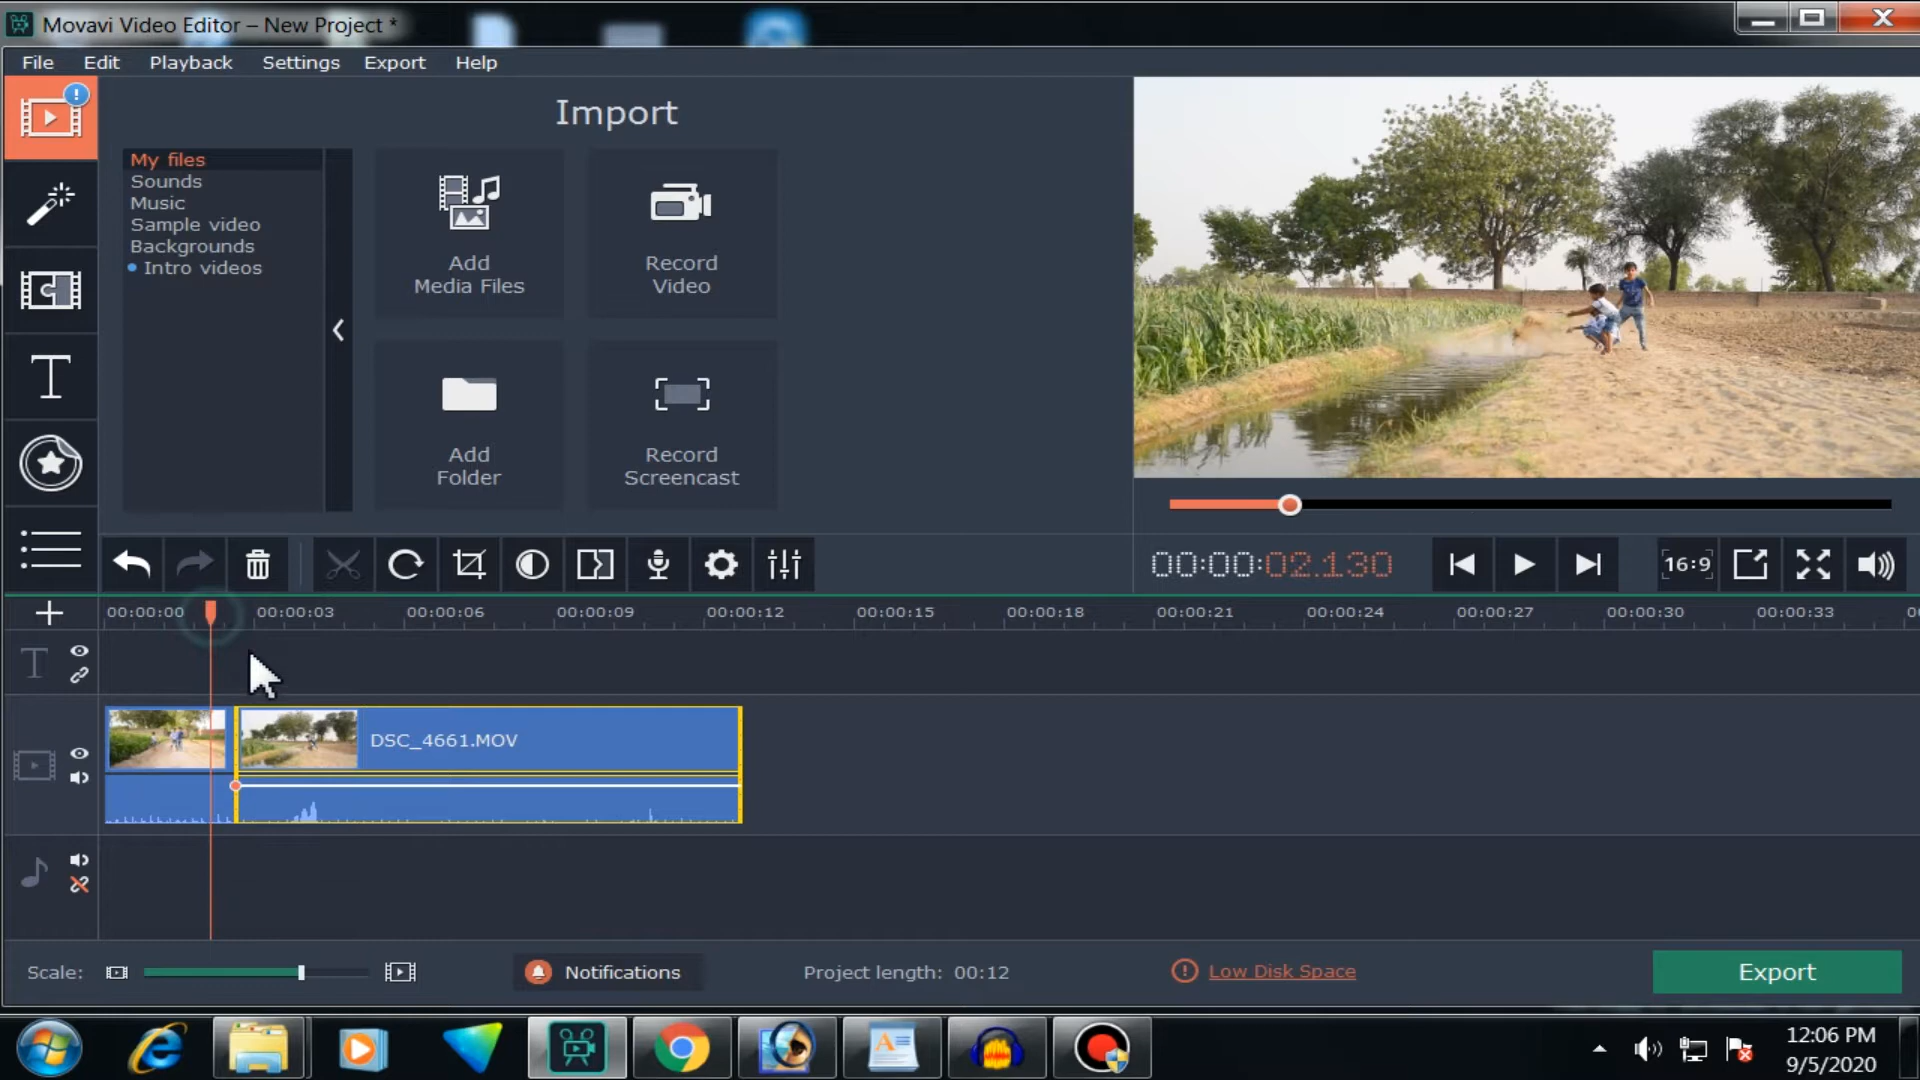 Movavi Video Editor – New Project *
File Edit Playback Settings Export Help
Import
My files
Sounds
Music
Sample video
Backgrounds
Intro videos
Add
Media Files
Record
Video
Add
Folder
Record
Screencast
00:00:02.130
16:9
00:00:00 00:00:03 00:00:06 00:00:09 00:00:12 00:00:15 00:00:18 00:00:21 00:00:24 00:00:27 00:00:30 00:00:33
T
DSC_4661.MOV
Scale:
Notifications
Project length: 00:12
Low Disk Space
Export
12:06 PM
9/5/2020